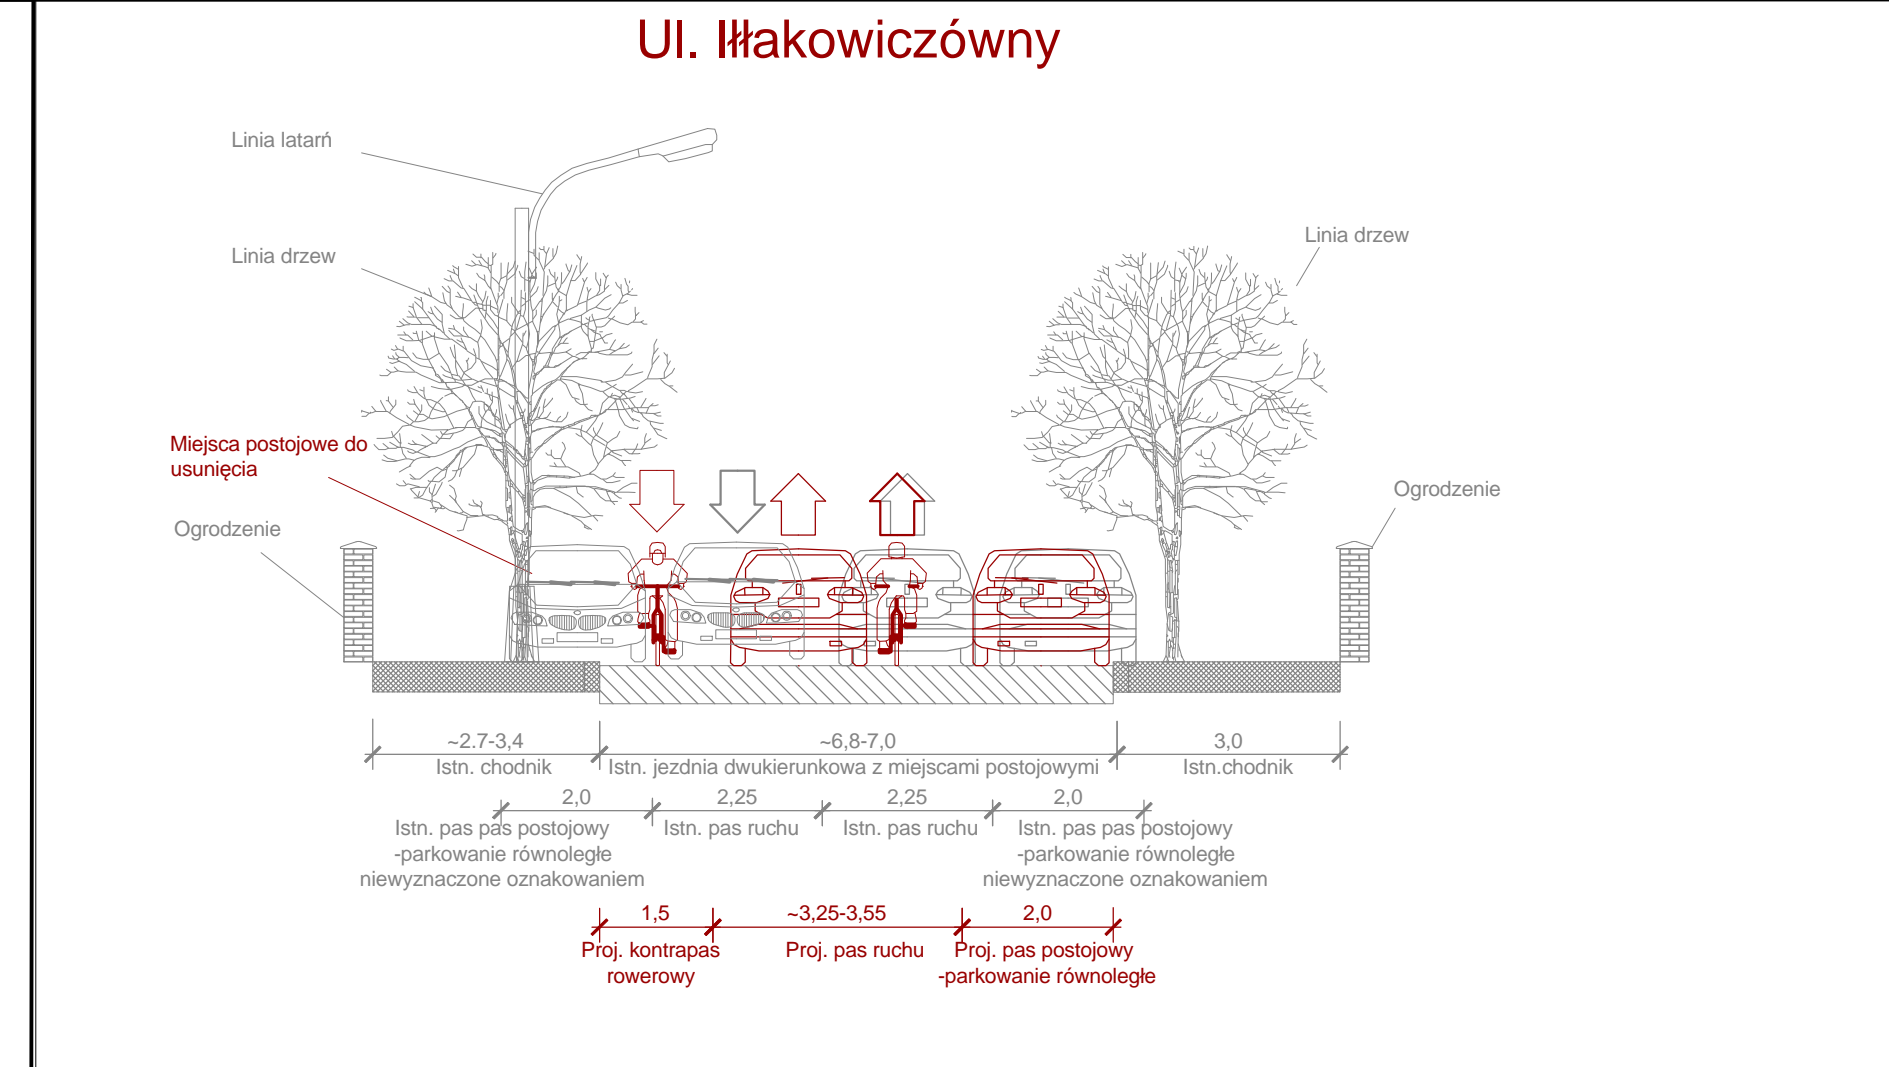 Ul. Iłłakowiczówny
Linia latarń
Linia drzew
Linia drzew
Miejsca postojowe do
usunięcia
Ogrodzenie
Ogrodzenie
~2.7-3,4
~6,8-7,0
3,0
Istn. chodnik
Istn. jezdnia dwukierunkowa z miejscami postojowymi
Istn.chodnik
2,0
2,25
2,25
2,0
Istn. pas pas postojowy
-parkowanie równoległe
niewyznaczone oznakowaniem
Istn. pas ruchu
Istn. pas ruchu
Istn. pas pas postojowy
-parkowanie równoległe
niewyznaczone oznakowaniem
1,5
~3,25-3,55
2,0
Proj. kontrapas
rowerowy
Proj. pas ruchu
Proj. pas postojowy
-parkowanie równoległe